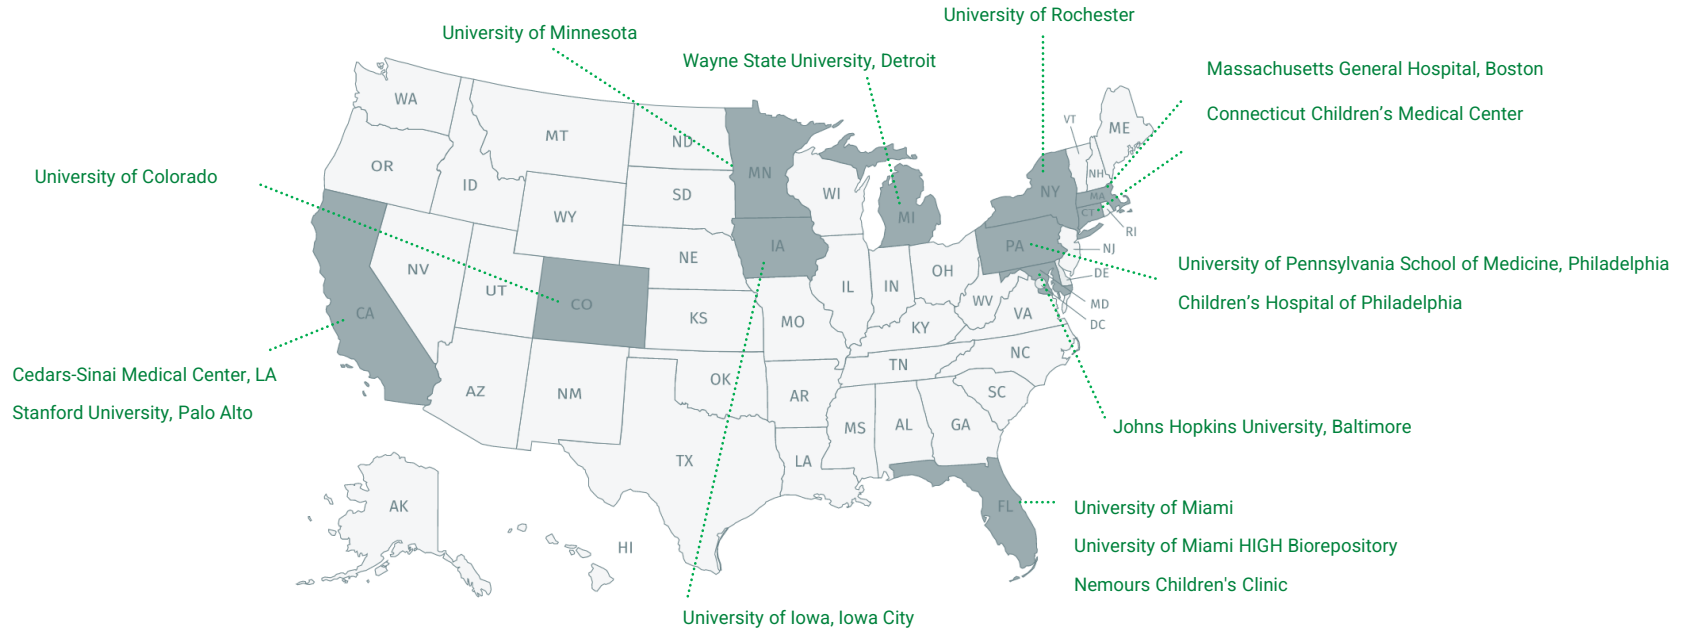 University of Rochester
University of Minnesota
Wayne State University, Detroit
Massachusetts General Hospital, Boston
Connecticut Children’s Medical Center
WA
MT
ND
MN
VT
ME
OR
ID
SD
WI
NH
University of Colorado
WY
MI
NY
MA
CT
RI
NV
UT
NE
IA
IL
IN
OH
PA
NJ
DE
University of Pennsylvania School of Medicine, Philadelphia
Children’s Hospital of Philadelphia
CA
CO
KS
MO
KY
WV
VA
MD
DC
Cedars-Sinai Medical Center, LA
Stanford University, Palo Alto
AZ
NM
OK
AR
TN
NC
SC
MS
AL
GA
Johns Hopkins University, Baltimore
TX
LA
AK
HI
FL
University of Miami
University of Miami HIGH Biorepository
Nemours Children's Clinic
University of Iowa, Iowa City